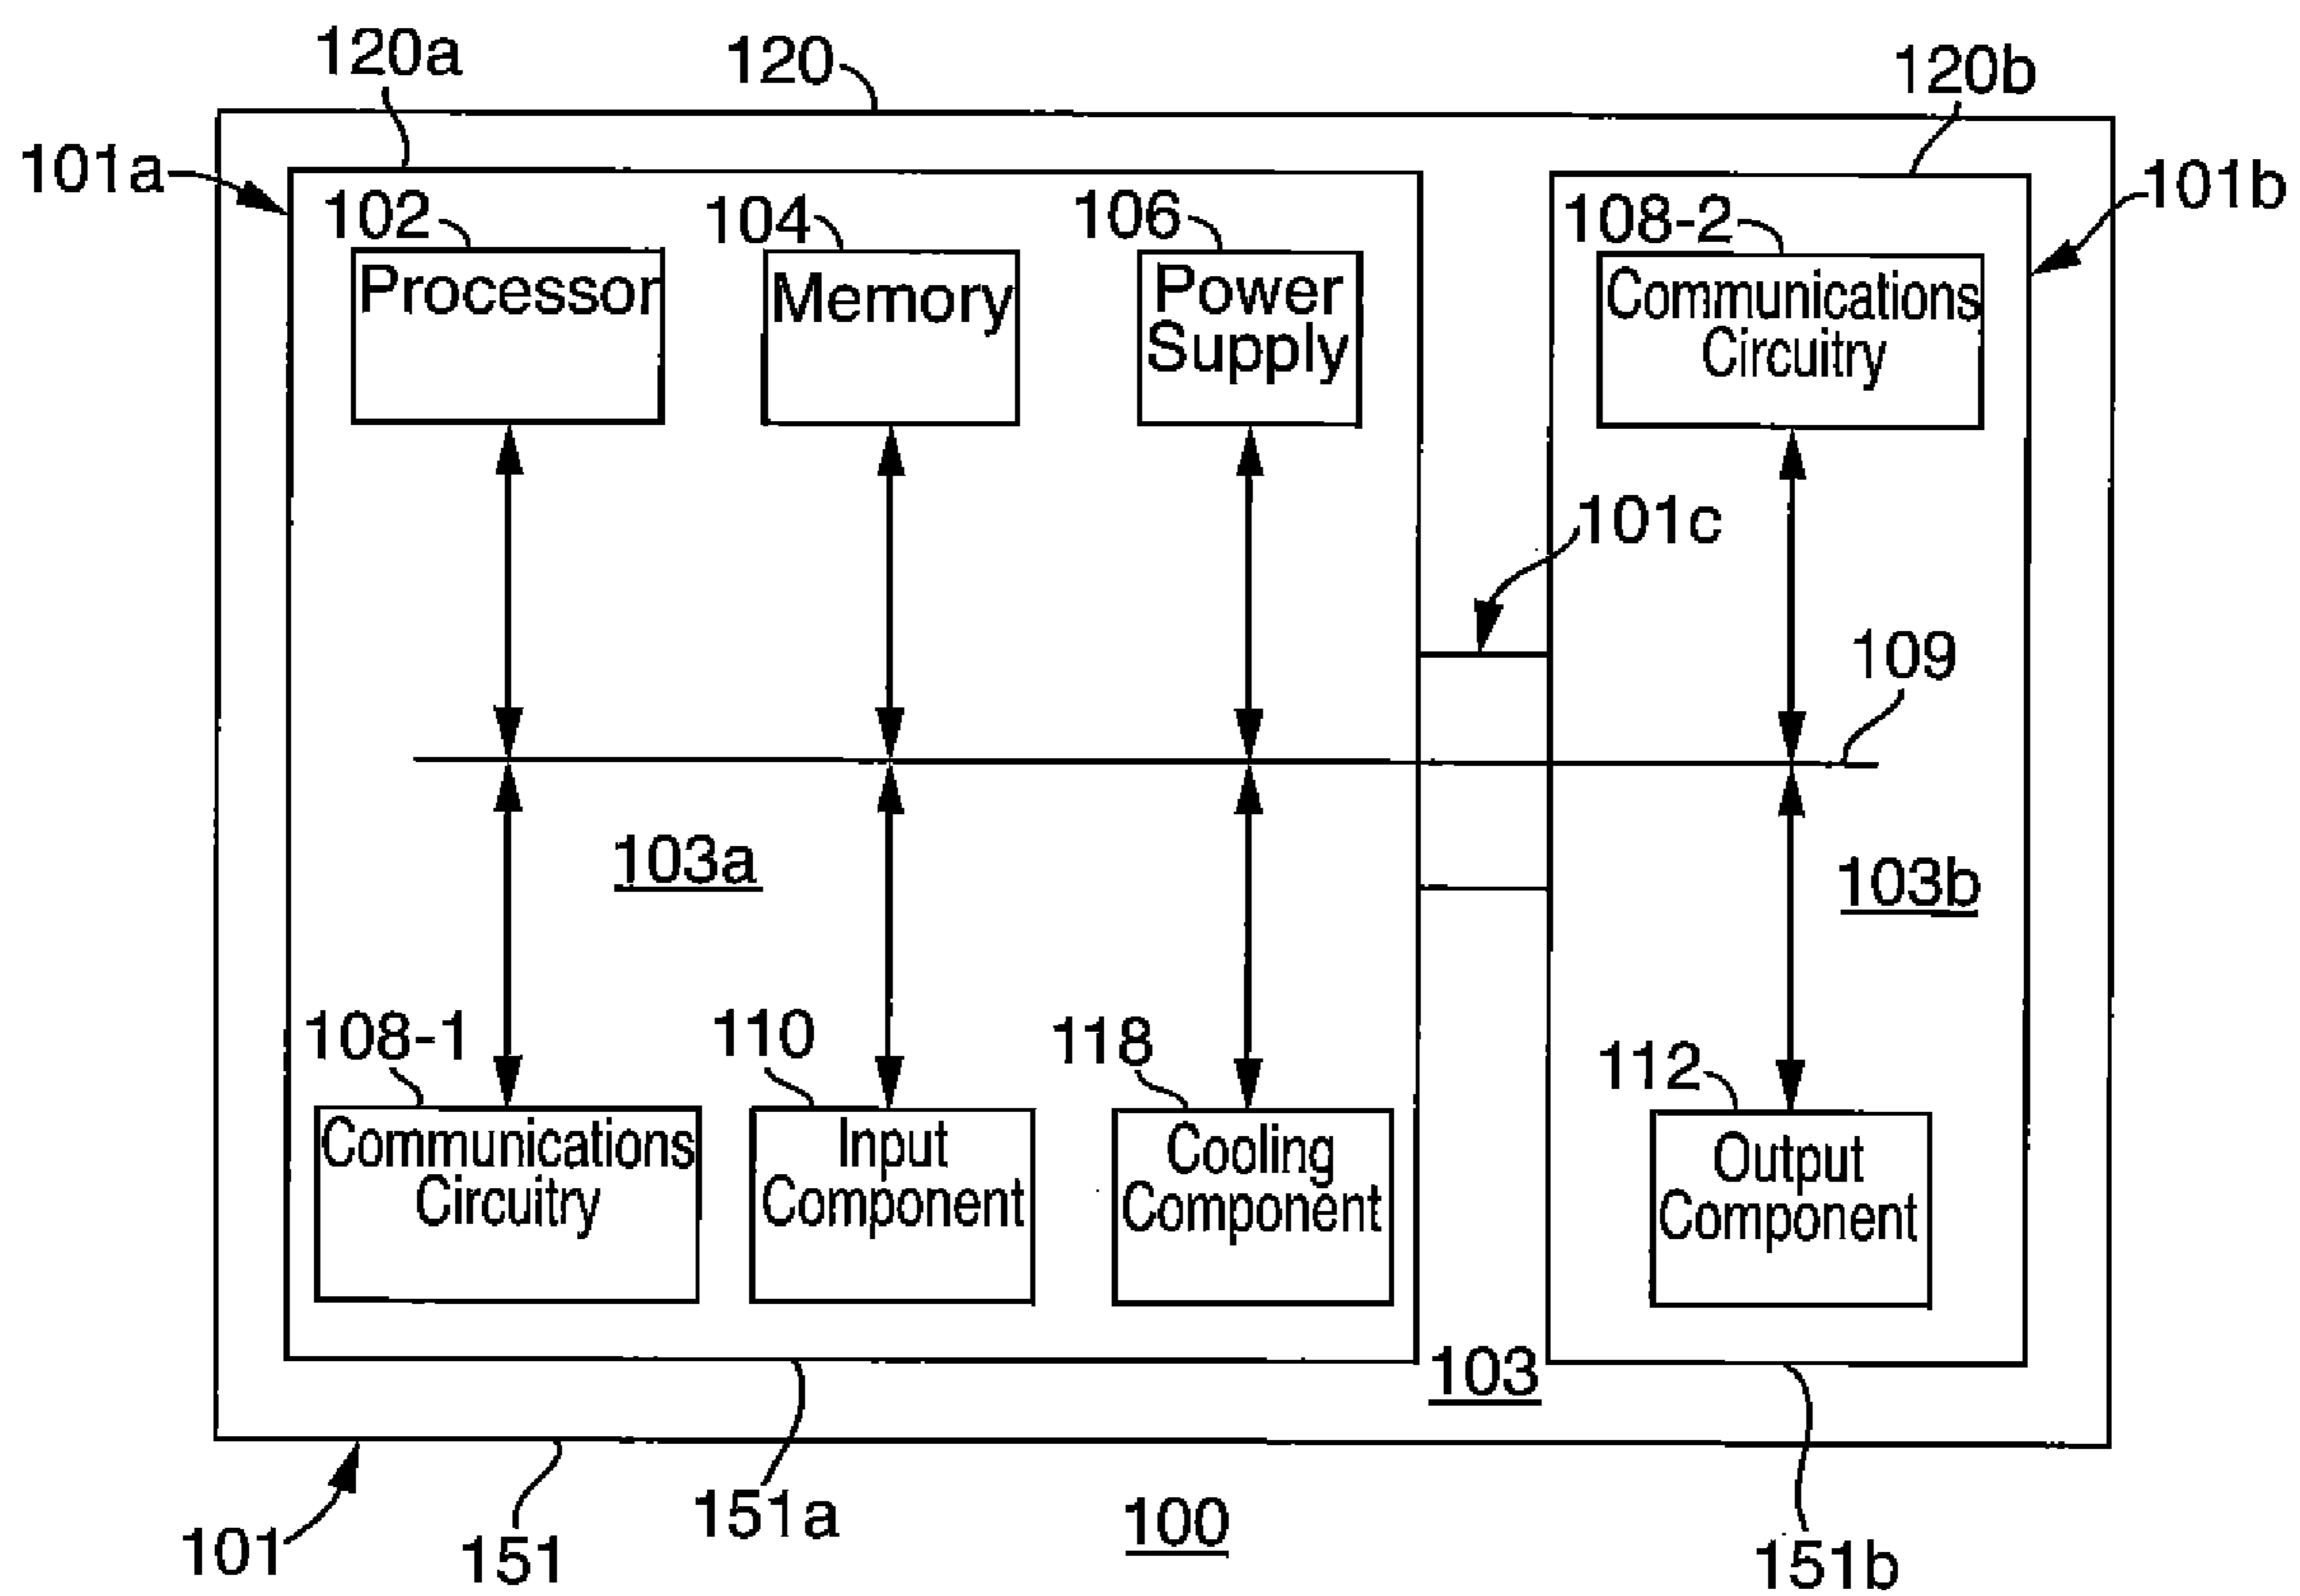 120a
120
120b
101a
101b
102
104
106
108-2
Processor
Memory
Power
Supply
Communications
Circuitry
101c
109
103a
103b
108-1
110
118
112
Communications
Circuitry
Input
Component
Cooling
Component
Output
Component
103
101
151
151a
100
151b